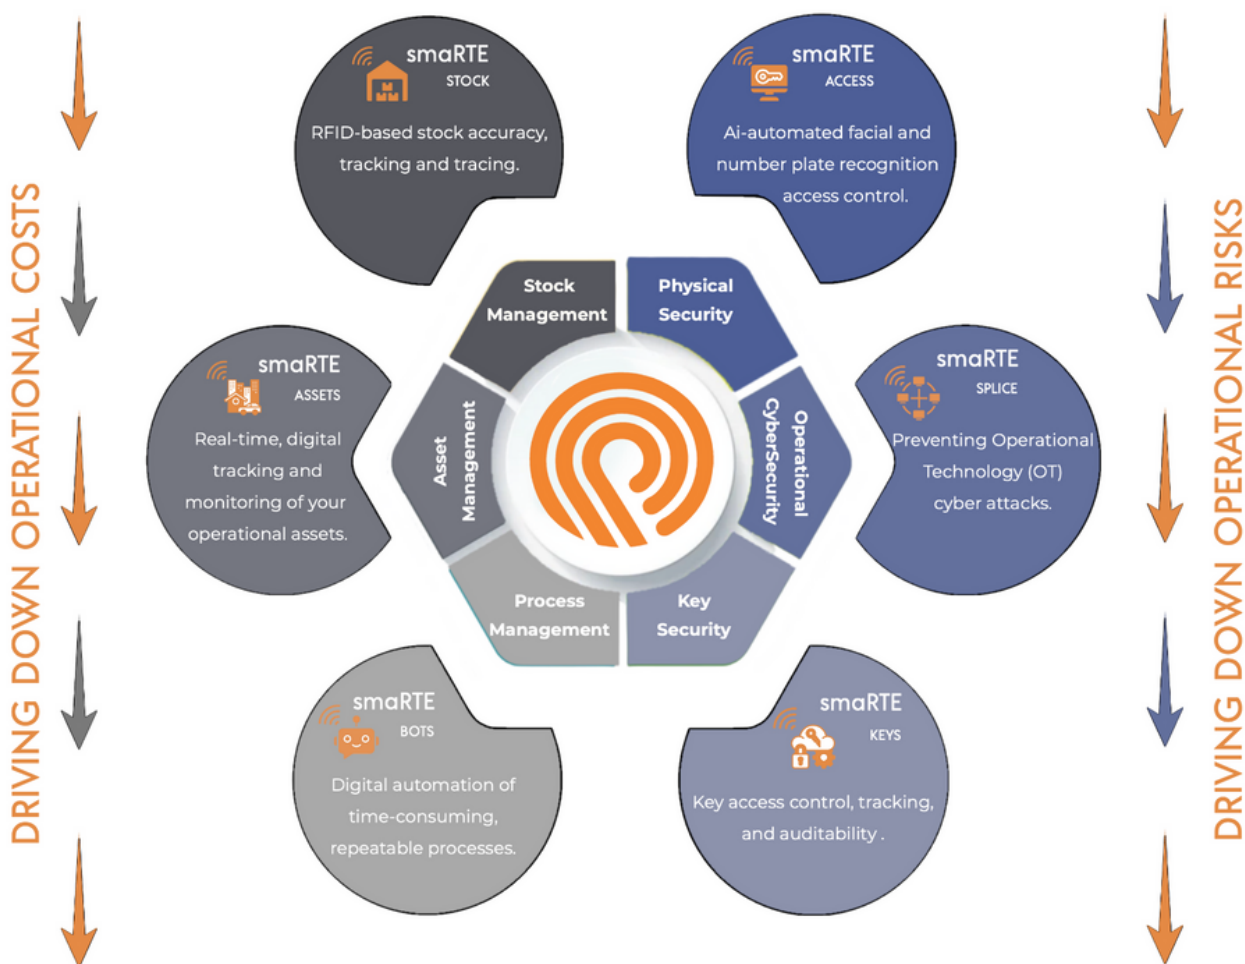 smaRTE
STOCK
RFID-based stock accuracy,
tracking and tracing.
smaRTE
ACCESS
Ai-automated facial and
number plate recognition
access control.
DRIVING DOWN OPERATIONAL COSTS
DRIVING DOWN OPERATIONAL RISKS
Stock
Management
Physical
Security
smaRTE
ASSETS
Real-time, digital
tracking and
monitoring of your
operational assets.
Asset
Management
Operational
CyberSecurity
smaRTE
SPLICE
Preventing Operational
Technology (OT)
cyber attacks.
Process
Management
Key
Security
smaRTE
BOTS
Digital automation of
time-consuming,
repeatable processes.
smaRTE
KEYS
Key access control, tracking,
and auditability .